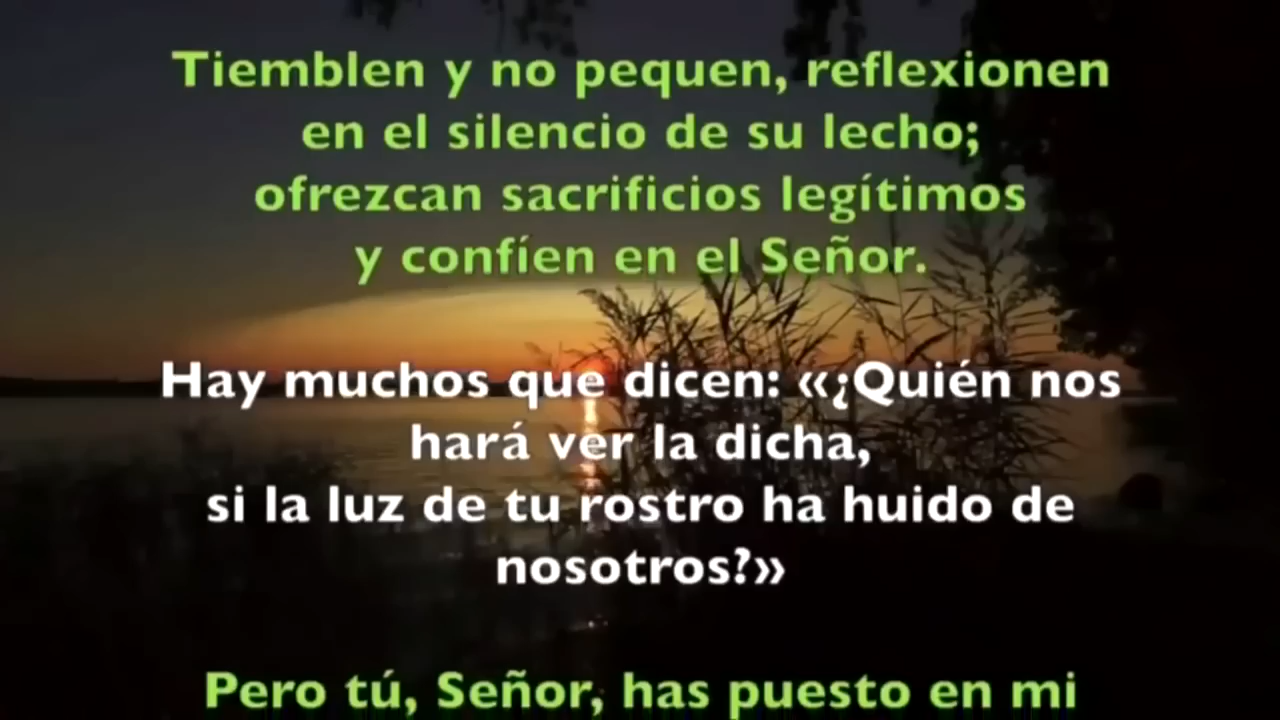 Tiemblen y no pequen, reflexionen
en el silencio de su lecho;
ofrezcan sacrificios legítimos
y confíen en el Señor.
Hay muchos que dicen: «¿Quién nos
hará ver la dicha,
si la luz de tu rostro ha huido de
nosotros?»
Pero tú, Señor, has puesto en mi